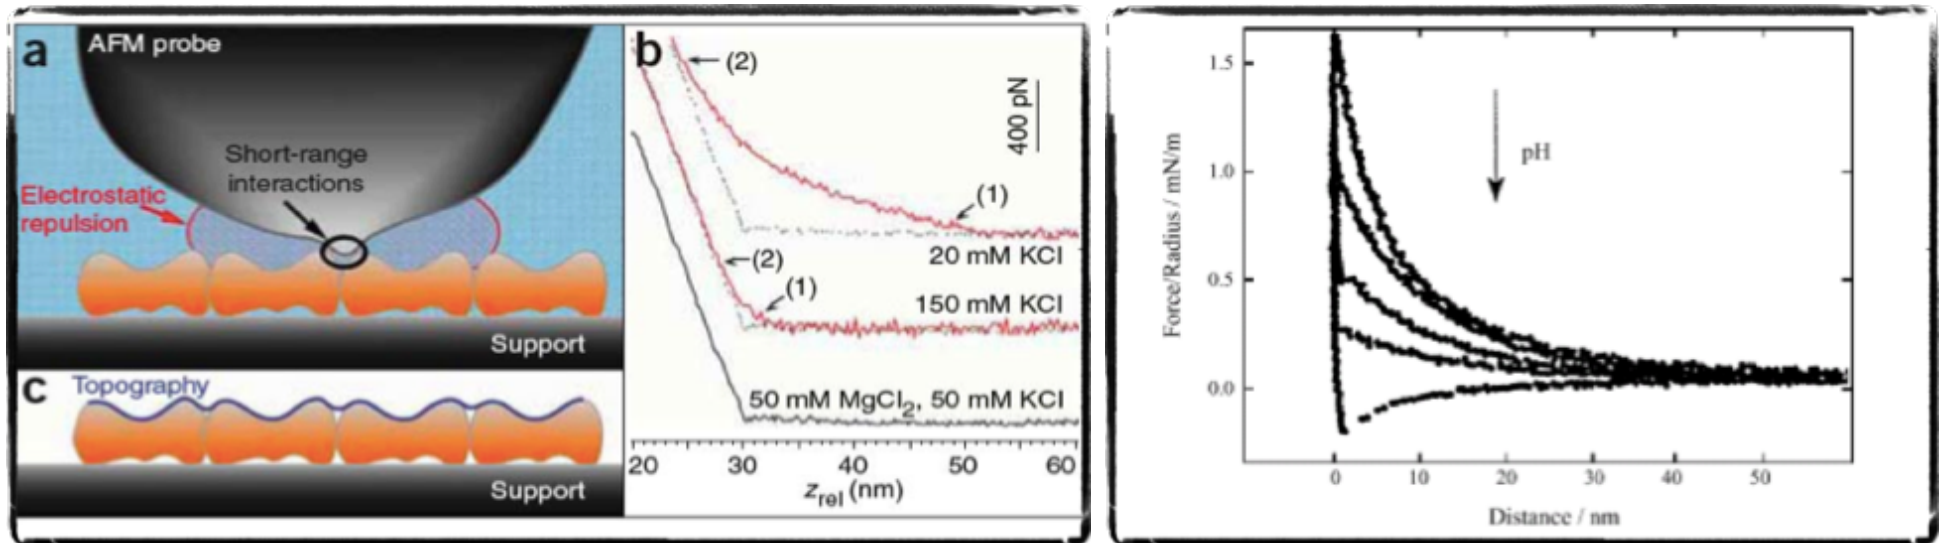 a
AFM probe
Short-range
interactions
Electrostatic
repulsion
Support
c
Topography
Support
b
(2)
400 pN
(1)
20 mM KCl
(2)
(1)
150 mM KCl
50 mM MgCl2, 50 mM KCl
20 30 40 50 60
zrel (nm)
1.5
1.0
0.5
0.0
Force/Radius / mN/m
pH
0 10 20 30 40 50
Distance / nm